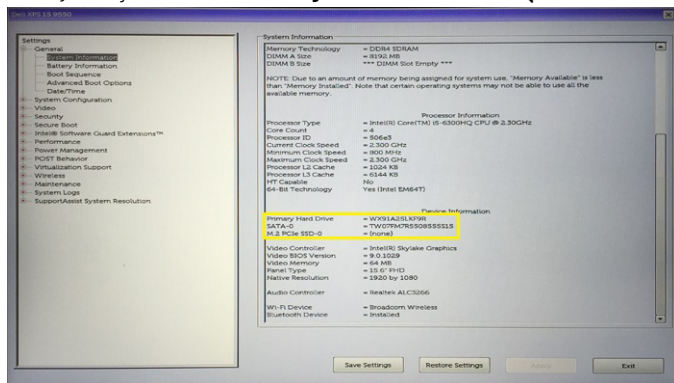 Dell XPS 15 9550
Settings
General
System Information
Battery Information
Boot Sequence
Advanced Boot Options
Date/Time
System Configuration
Video
Security
Secure Boot
Intel® Software Guard Extensions™
Performance
Power Management
POST Behavior
Virtualization Support
Wireless
Maintenance
System Logs
SupportAssist System Resolution
System Information
Memory Technology = DDR4 SDRAM
DIMM A Size = 8192 MB
DIMM B Size *** DIMM Slot Empty ***
NOTE: Due to an amount of memory being assigned for system use, "Memory Available" is less
than "Memory Installed". Note that certain operating systems may not be able to use all the
available memory.
Processor Information
Processor Type = Intel(R) Core(TM) i5-6300HQ CPU @ 2.30GHz
Core Count = 4
Processor ID = 506e3
Current Clock Speed = 2.300 GHz
Minimum Clock Speed = 800 MHz
Maximum Clock Speed = 2.300 GHz
Processor L2 Cache = 1024 KB
Processor L3 Cache = 6144 KB
HT Capable No
64-Bit Technology Yes (Intel EM64T)
Device Information
Primary Hard Drive = WX91A25LKP9R
SATA-0
M.2 PCIe SSD-0 = (none)
Video Controller = Intel(R) Skylake Graphics
Video BIOS Version = 9.0.1029
Video Memory = 64 MB
Panel Type = 15.6" FHD
Native Resolution = 1920 by 1080
Audio Controller = Realtek ALC3266
Wi-Fi Device = Broadcom Wireless
Bluetooth Device = Installed
Save Settings
Restore Settings
Apply
Exit